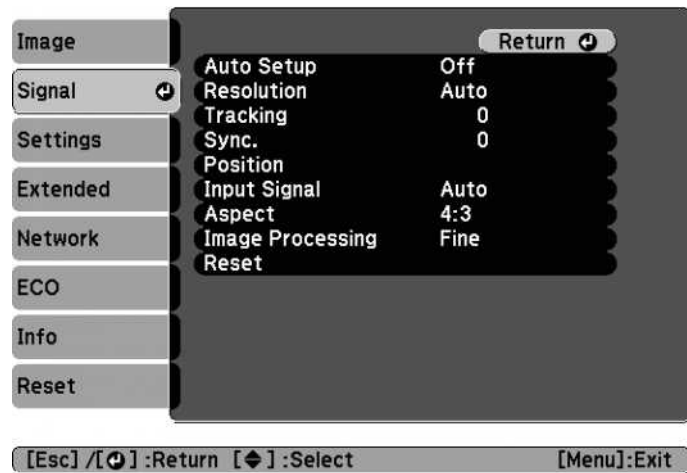 Image
Signal
Settings
Extended
Network
ECO
Info
Reset
Return
Auto Setup Off
Resolution Auto
Tracking 0
Sync. 0
Position
Input Signal Auto
Aspect 4:3
Image Processing Fine
Reset
[Esc] /[⏎] :Return [◆] :Select [Menu]:Exit